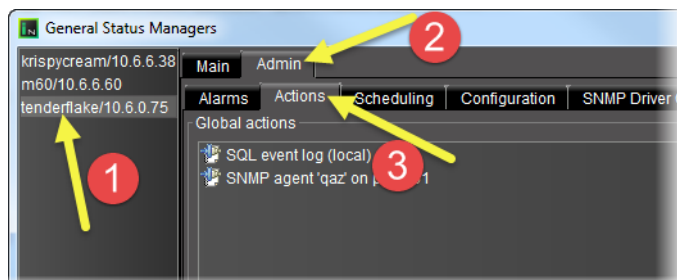 General Status Managers
krispycream/10.6.6.38
m60/10.6.6.60
tenderflake/10.6.0.75
Main Admin
Alarms Actions Scheduling Configuration SNMP Driver
Global actions
SQL event log (local)
SNMP agent 'qaz' on
1
2
3